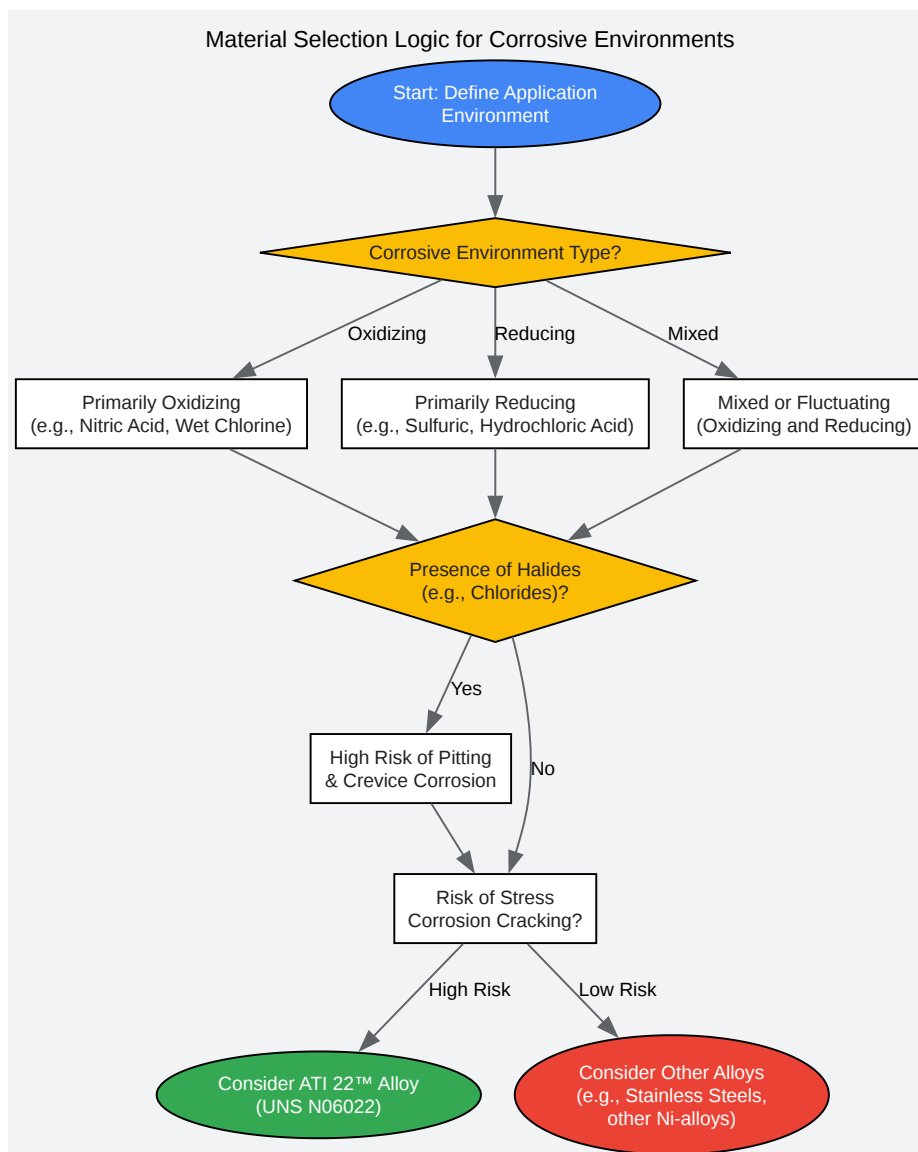 Material Selection Logic for Corrosive Environments
Start: Define Application
Environment
Corrosive Environment Type?
Oxidizing
Reducing
Mixed
Primarily Oxidizing
(e.g., Nitric Acid, Wet Chlorine)
Primarily Reducing
(e.g., Sulfuric, Hydrochloric Acid)
Mixed or Fluctuating
(Oxidizing and Reducing)
Presence of Halides
(e.g., Chlorides)?
Yes
High Risk of Pitting
& Crevice Corrosion
No
Risk of Stress
Corrosion Cracking?
High Risk
Low Risk
Consider ATI 22™ Alloy
(UNS N06022)
Consider Other Alloys
(e.g., Stainless Steels,
other Ni-alloys)